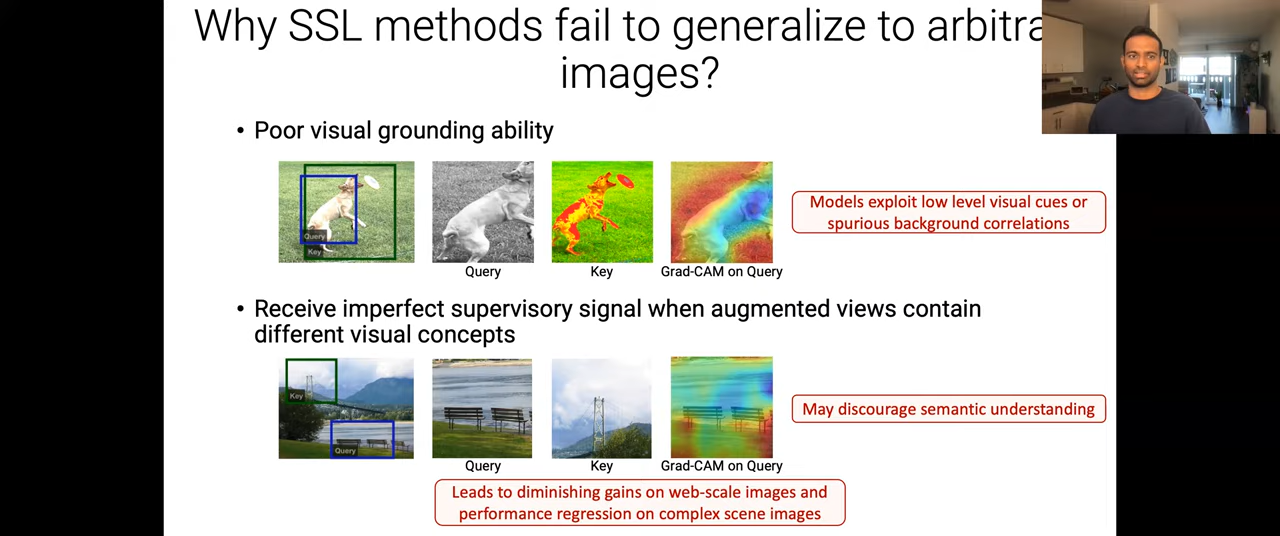 Why SSL methods fail to generalize to arbitra
images?
• Poor visual grounding ability
Query
Key
Query
Key
Grad-CAM on Query
Models exploit low level visual cues or
spurious background correlations
• Receive imperfect supervisory signal when augmented views contain
different visual concepts
Key
Query
Query
Key
Grad-CAM on Query
May discourage semantic understanding
Leads to diminishing gains on web-scale images and
performance regression on complex scene images